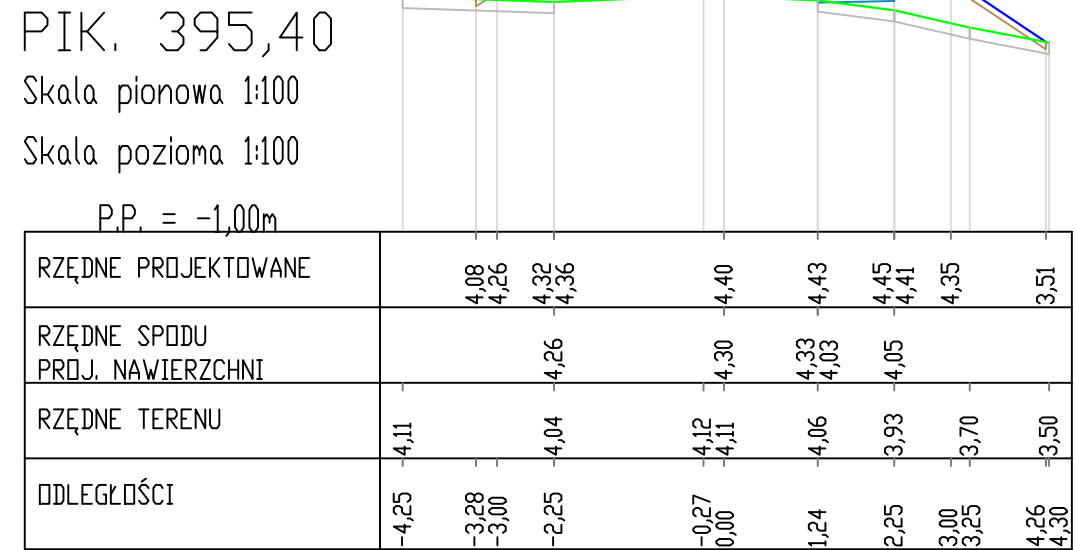 PIK. 395,40
Skala pionowa 1:100
Skala pozioma 1:100
P.P. = -1,00m
RZĘDNE PROJEKTOWANE 4,08 4,26 4,32 4,36 4,40 4,43 4,45 4,41 4,35 3,51
RZĘDNE SPODU
PROJ. NAWIERZCHNI 4,26 4,30 4,33 4,03 4,05
RZĘDNE TERENU 4,11 4,04 4,12 4,11 4,06 3,93 3,70 3,50
ODLEGŁOŚCI -4,25 -3,28 -3,00 -2,25 -0,27 0,00 1,24 2,25 3,00 3,25 4,26 4,30